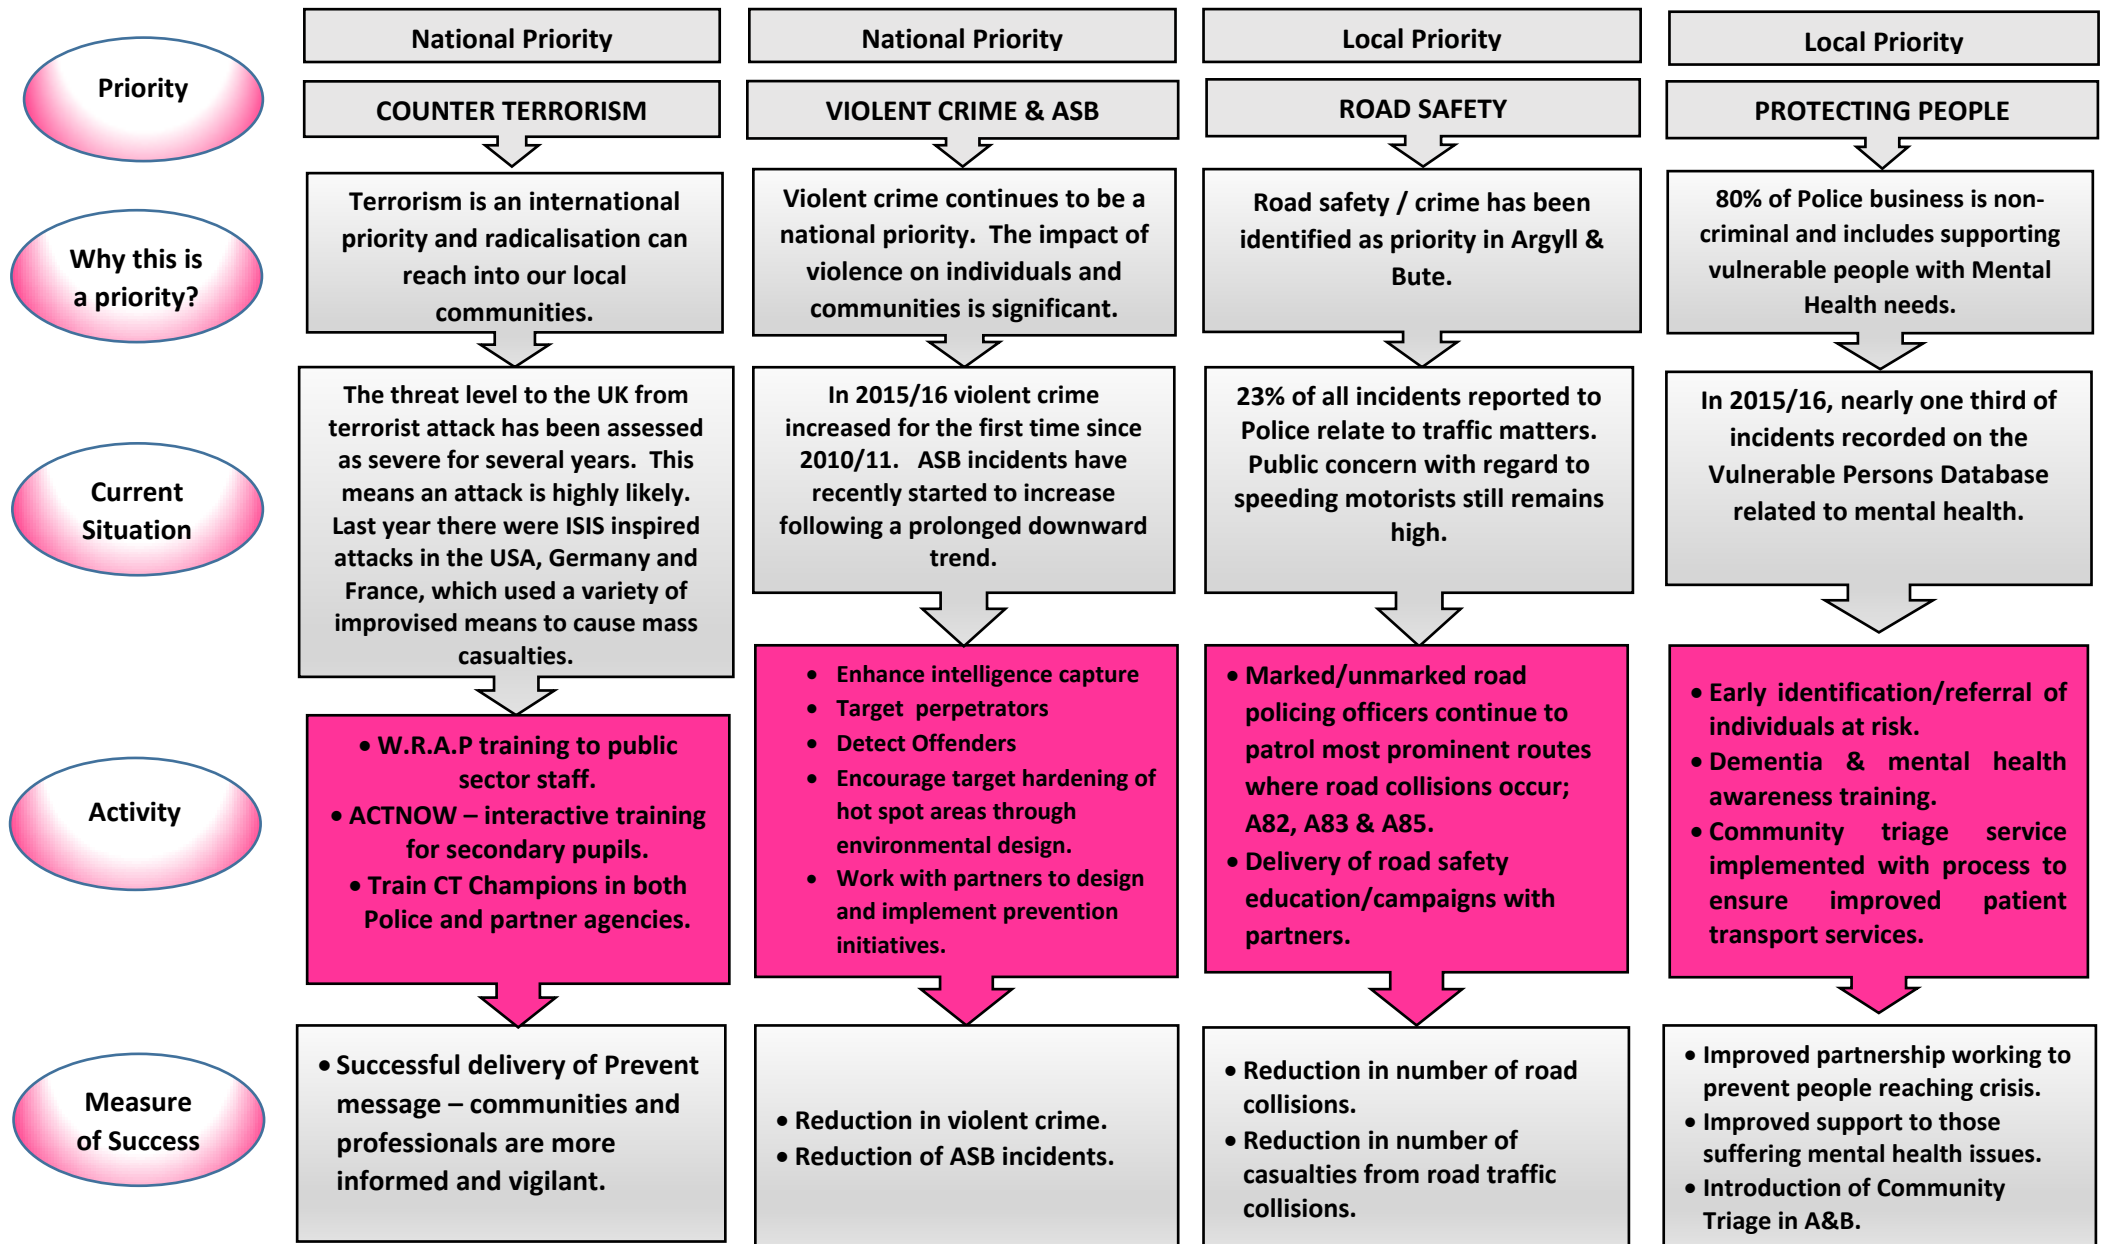 Priority
Why this is
a priority?
Current
Situation
Activity
Measure
of Success
National Priority
COUNTER TERRORISM
Terrorism is an international
priority and radicalisation can
reach into our local
communities.
The threat level to the UK from
terrorist attack has been assessed
as severe for several years.  This
means an attack is highly likely.
Last year there were ISIS inspired
attacks in the USA, Germany and
France, which used a variety of
improvised means to cause mass
casualties.
• W.R.A.P training to public
sector staff.
• ACTNOW – interactive training
for secondary pupils.
• Train CT Champions in both
Police and partner agencies.
• Successful delivery of Prevent
message – communities and
professionals are more
informed and vigilant.
National Priority
VIOLENT CRIME & ASB
Violent crime continues to be a
national priority.  The impact of
violence on individuals and
communities is significant.
In 2015/16 violent crime
increased for the first time since
2010/11.   ASB incidents have
recently started to increase
following a prolonged downward
trend.
• Enhance intelligence capture
• Target  perpetrators
• Detect Offenders
• Encourage target hardening of
hot spot areas through
environmental design.
• Work with partners to design
and implement prevention
initiatives.
• Reduction in violent crime.
• Reduction of ASB incidents.
Local Priority
ROAD SAFETY
Road safety / crime has been
identified as priority in Argyll &
Bute.
23% of all incidents reported to
Police relate to traffic matters.
Public concern with regard to
speeding motorists still remains
high.
• Marked/unmarked road
policing officers continue to
patrol most prominent routes
where road collisions occur;
A82, A83 & A85.
• Delivery of road safety
education/campaigns with
partners.
• Reduction in number of road
collisions.
• Reduction in number of
casualties from road traffic
collisions.
Local Priority
PROTECTING PEOPLE
80% of Police business is non-
criminal and includes supporting
vulnerable people with Mental
Health needs.
In 2015/16, nearly one third of
incidents recorded on the
Vulnerable Persons Database
related to mental health.
• Early identification/referral of
individuals at risk.
• Dementia & mental health
awareness training.
• Community triage service
implemented with process to
ensure improved patient
transport services.
• Improved partnership working to
prevent people reaching crisis.
• Improved support to those
suffering mental health issues.
• Introduction of Community
Triage in A&B.